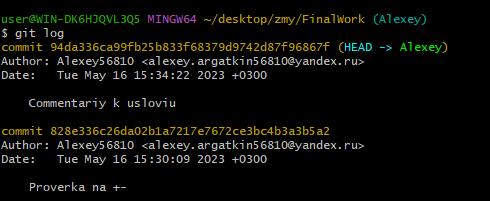 user@WIN-DK6HJQVL3Q5 MINGW64 ~/desktop/zmy/FinalWork (Alexey)
$ git log
commit 94da336ca99fb25b833f68379d9742d87f96867f (HEAD -> Alexey)
Author: Alexey56810 <alexey.argatkin56810@yandex.ru>
Date:   Tue May 16 15:34:22 2023 +0300
    Commentariy k usloviu
commit 828e336c26da02b1a7217e7672ce3bc4b3a3b5a2
Author: Alexey56810 <alexey.argatkin56810@yandex.ru>
Date:   Tue May 16 15:30:09 2023 +0300
    Proverka na +-